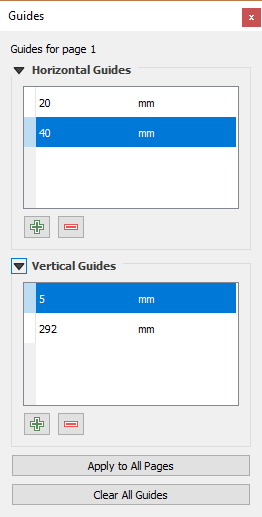 Guides
x
Guides for page 1
Horizontal Guides
20 mm
40 mm
Vertical Guides
5 mm
292 mm
Apply to All Pages
Clear All Guides